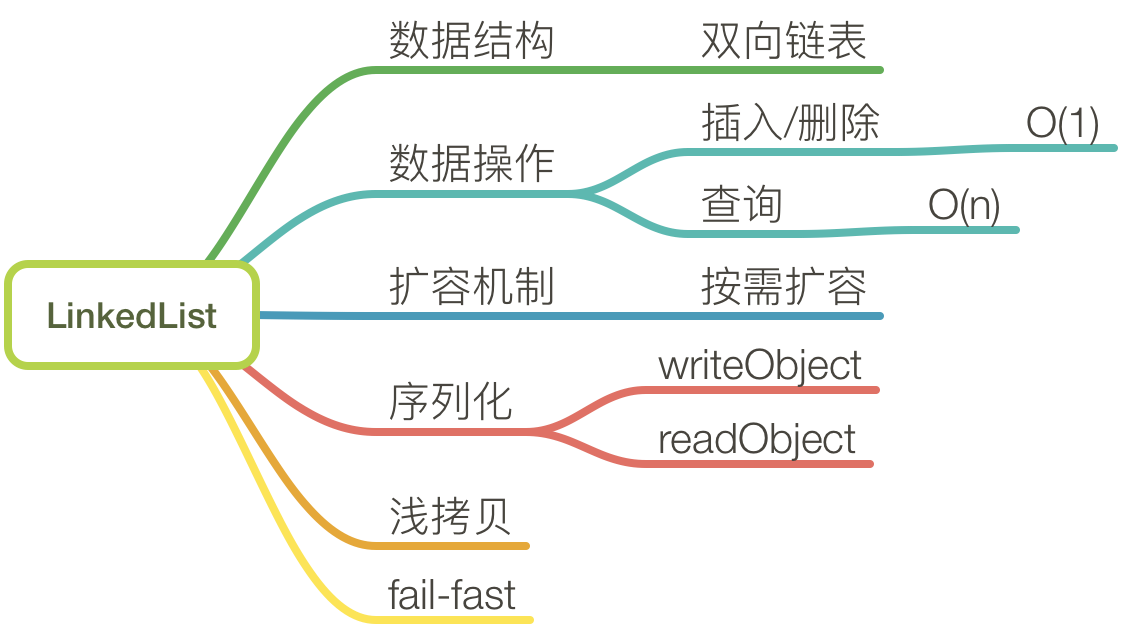 LinkedList
数据结构
双向链表
数据操作
插入/删除
O(1)
查询
O(n)
扩容机制
按需扩容
序列化
writeObject
readObject
浅拷贝
fail-fast